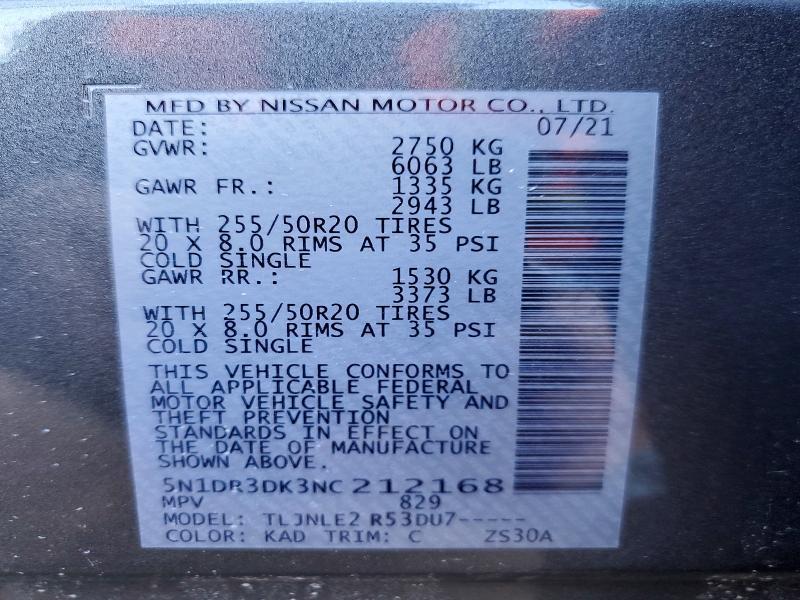 MFD BY NISSAN MOTOR CO., LTD.
DATE: 07/21
GVWR: 2750 KG
6063 LB
GAWR FR.: 1335 KG
2943 LB
WITH 255/50R20 TIRES
20 X 8.0 RIMS AT 35 PSI
COLD SINGLE
GAWR RR.: 1530 KG
3373 LB
WITH 255/50R20 TIRES
20 X 8.0 RIMS AT 35 PSI
COLD SINGLE
THIS VEHICLE CONFORMS TO
ALL APPLICABLE FEDERAL
MOTOR VEHICLE SAFETY AND
THEFT PREVENTION
STANDARDS IN EFFECT ON
THE DATE OF MANUFACTURE
SHOWN ABOVE.
5N1DR3DK3NC212168
MPV 829
MODEL: TLJNLE2 R53DU7-----
COLOR: KAD TRIM: C ZS30A